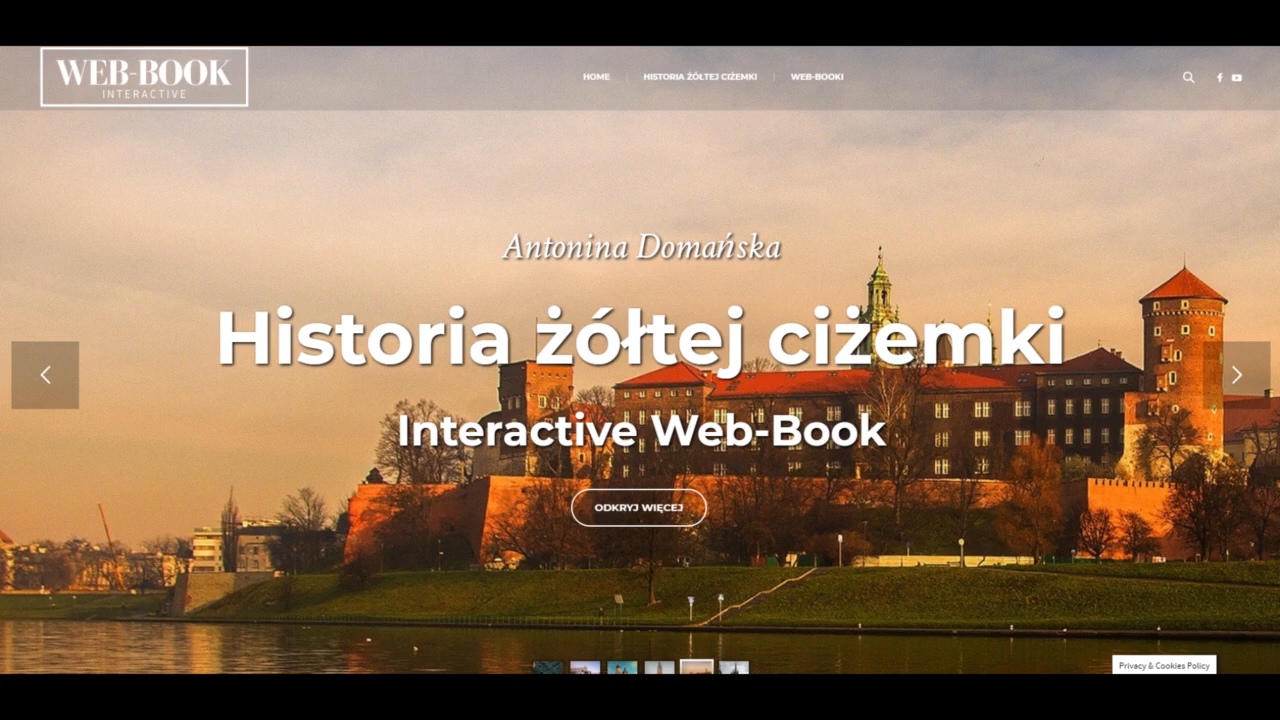 WEB-BOOK
INTERACTIVE
HOME
HISTORIA ŻÓŁTEJ CIŻEMKI
WEB-BOOKI
Antonina Domańska
Historia żółtej ciżemki
Interactive Web-Book
ODKRYJ WIĘCEJ
Privacy & Cookies Policy